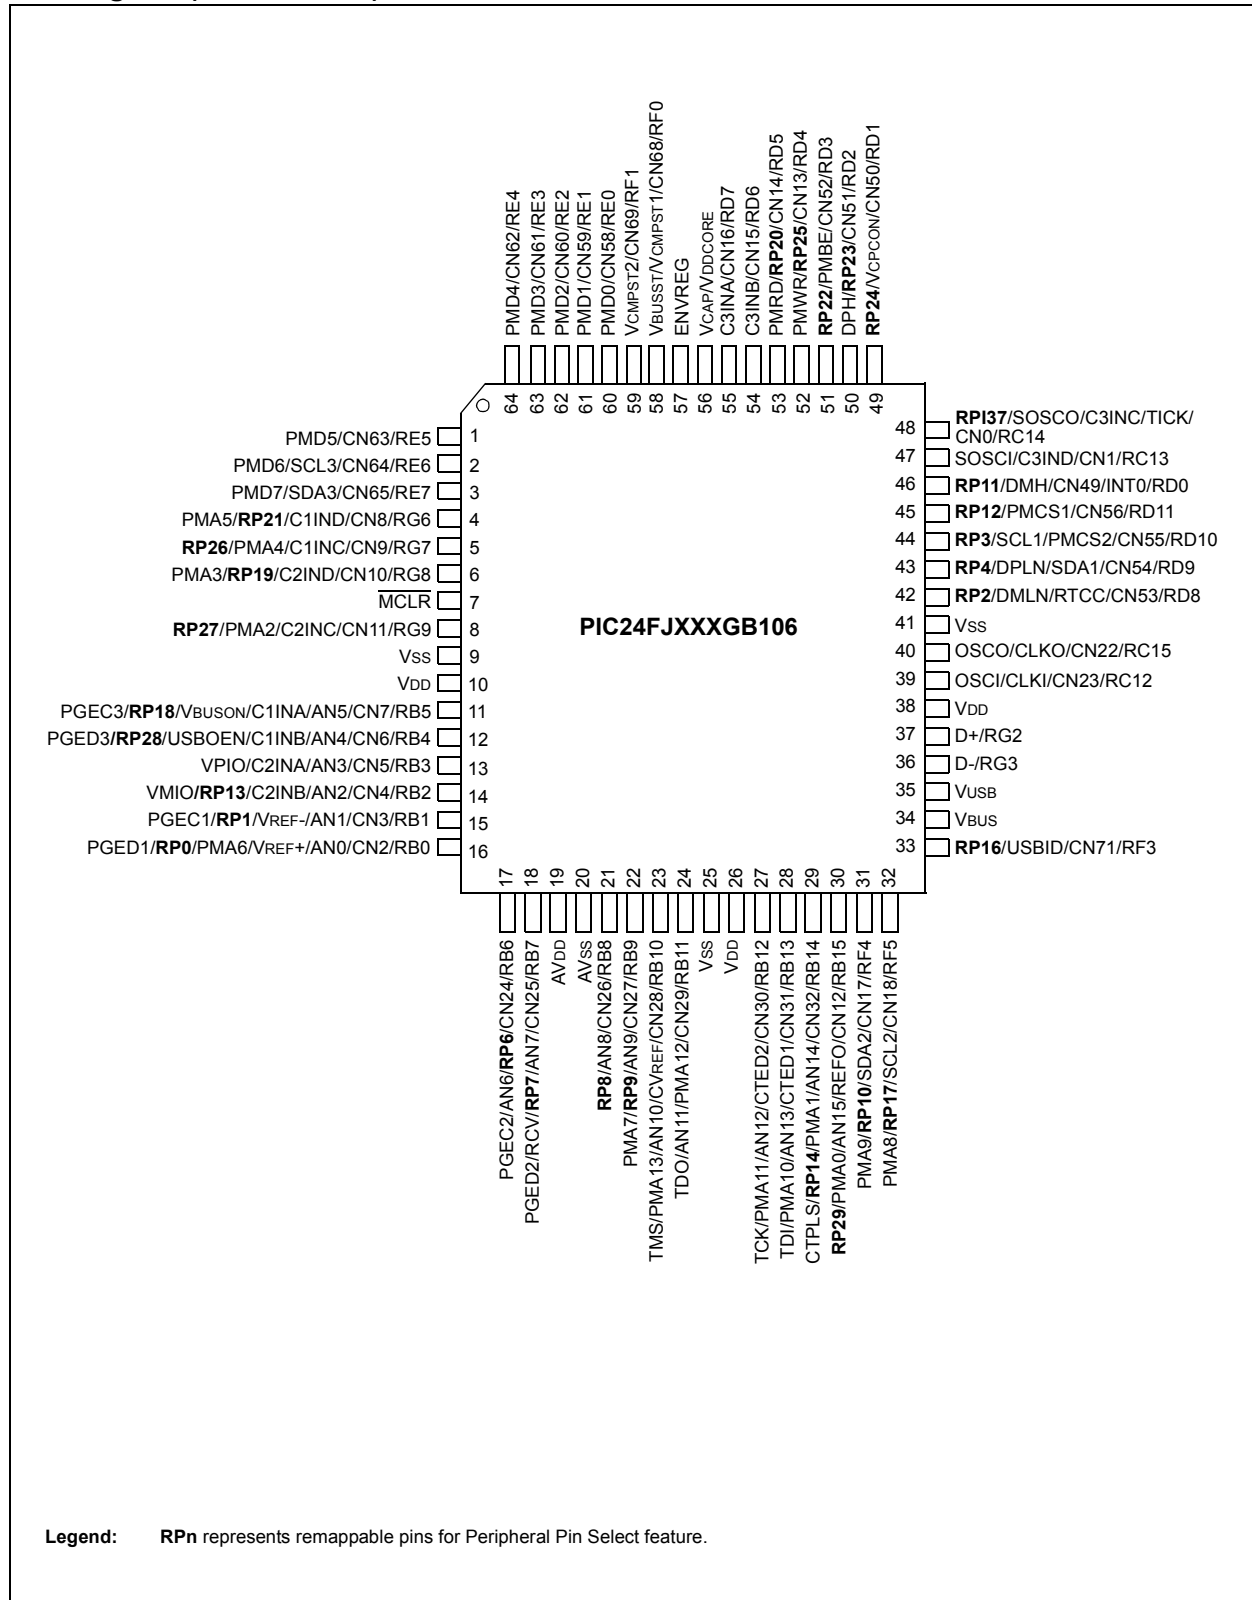 PMD4/CN62/RE4
PMD3/CN61/RE3
PMD2/CN60/RE2
PMD1/CN59/RE1
PMD0/CN58/RE0
VCMPST2/CN69/RF1
VBUSST/VCMPST1/CN68/RF0
ENVREG
VCAP/VDDCORE
C3INA/CN16/RD7
C3INB/CN15/RD6
PMRD/RP20/CN14/RD5
PMWR/RP25/CN13/RD4
RP22/PMBE/CN52/RD3
DPH/RP23/CN51/RD2
RP24/VCPCON/CN50/RD1
64 63 62 61 60 59 58 57 56 55 54 53 52 51 50 49
PMD5/CN63/RE5 1
PMD6/SCL3/CN64/RE6 2
PMD7/SDA3/CN65/RE7 3
PMA5/RP21/C1IND/CN8/RG6 4
RP26/PMA4/C1INC/CN9/RG7 5
PMA3/RP19/C2IND/CN10/RG8 6
MCLR 7
RP27/PMA2/C2INC/CN11/RG9 8
VSS 9
VDD 10
PGEC3/RP18/VBUSON/C1INA/AN5/CN7/RB5 11
PGED3/RP28/USBOEN/C1INB/AN4/CN6/RB4 12
VPIO/C2INA/AN3/CN5/RB3 13
VMIO/RP13/C2INB/AN2/CN4/RB2 14
PGEC1/RP1/VREF-/AN1/CN3/RB1 15
PGED1/RP0/PMA6/VREF+/AN0/CN2/RB0 16
PIC24FJXXXGB106
48 RPI37/SOSCO/C3INC/TICK/
CN0/RC14
47 SOSCI/C3IND/CN1/RC13
46 RP11/DMH/CN49/INT0/RD0
45 RP12/PMCS1/CN56/RD11
44 RP3/SCL1/PMCS2/CN55/RD10
43 RP4/DPLN/SDA1/CN54/RD9
42 RP2/DMLN/RTCC/CN53/RD8
41 VSS
40 OSCO/CLKO/CN22/RC15
39 OSCI/CLKI/CN23/RC12
38 VDD
37 D+/RG2
36 D-/RG3
35 VUSB
34 VBUS
33 RP16/USBID/CN71/RF3
17 18 19 20 21 22 23 24 25 26 27 28 29 30 31 32
PGEC2/AN6/RP6/CN24/RB6
PGED2/RCV/RP7/AN7/CN25/RB7
AVDD
AVSS
RP8/AN8/CN26/RB8
PMA7/RP9/AN9/CN27/RB9
TMS/PMA13/AN10/CVREF/CN28/RB10
TDO/AN11/PMA12/CN29/RB11
VSS
VDD
TCK/PMA11/AN12/CTED2/CN30/RB12
TDI/PMA10/AN13/CTED1/CN31/RB13
CTPLS/RP14/PMA1/AN14/CN32/RB14
RP29/PMA0/AN15/REFO/CN12/RB15
PMA9/RP10/SDA2/CN17/RF4
PMA8/RP17/SCL2/CN18/RF5
Legend: RPn represents remappable pins for Peripheral Pin Select feature.